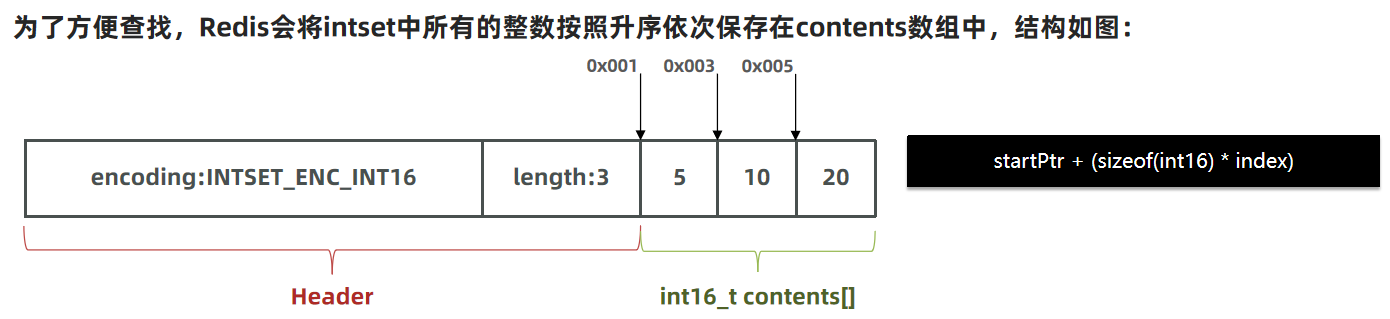 为了方便查找，Redis会将intset中所有的整数按照升序依次保存在contents数组中，结构如图：
0x001 0x003 0x005
encoding:INTSET_ENC_INT16 length:3 5 10 20
startPtr + (sizeof(int16) * index)
Header
int16_t contents[]